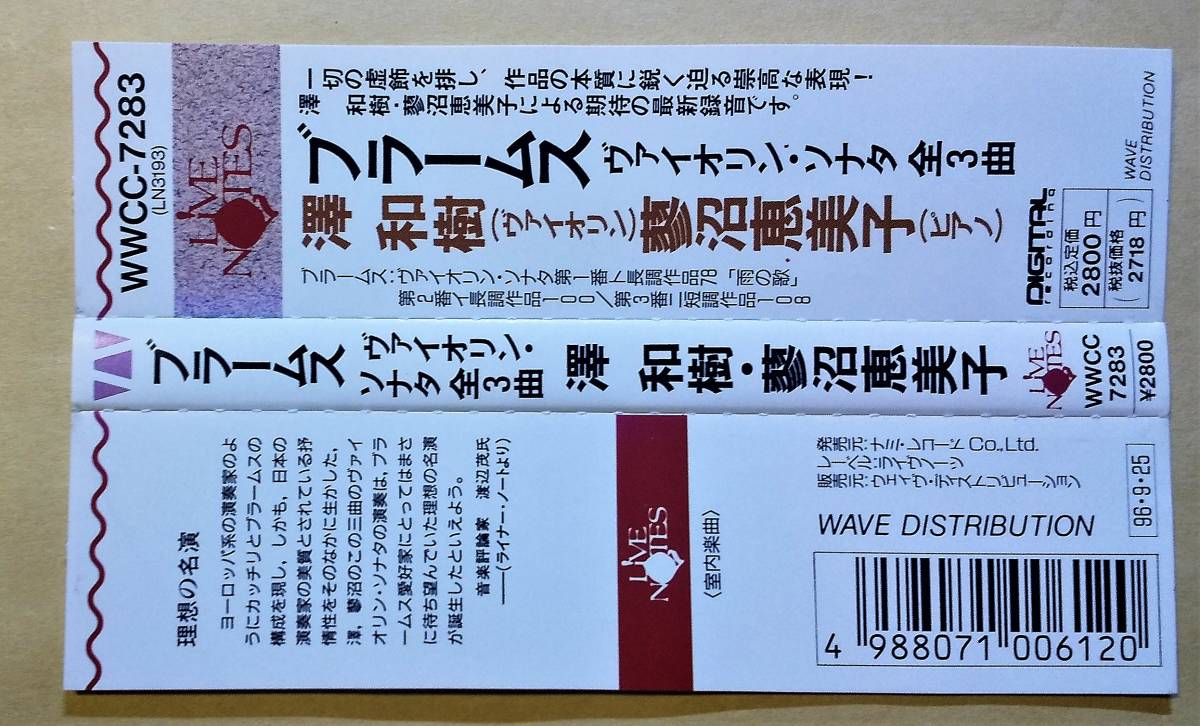 WWCC-7283
(LN3193)
LIVE
NOTES
一切の虚飾を排し、作品の本質に鋭く迫る崇高な表現!
澤 和樹・蓼沼恵美子による期待の最新録音です。
ブラームス ヴァイオリン・ソナタ 全3曲
澤 和樹(ヴァイオリン)蓼沼恵美子(ピアノ)
ブラームス:ヴァイオリン・ソナタ第1番ト長調作品78「雨の歌」
第2番イ長調作品100/第3番ニ短調作品108
DIGITAL
recording
税込定価
2800円
税抜価格
(2718円)
WAVE
DISTRIBUTION
ブラームス
ヴァイオリン・
ソナタ 全3曲
澤 和樹・蓼沼恵美子
LIVE
NOTES
WWCC
7283
¥2800
理想の名演
ヨーロッパ系の演奏家のよ
うにカッチリとブラームスの
構成を現し、しかも、日本の
演奏家の美質とされている抒
情性をそのなかに生かした、
澤、蓼沼のこの三曲のヴァイ
オリン・ソナタの演奏は、ブラ
ームス愛好家にとってはまさ
に待ち望んでいた理想の名演
が誕生したといえよう。
音楽評論家 渡辺茂氏
——(ライナー・ノートより)
LIVE
NOTES
〈室内楽曲〉
発売元:ナミ・レコード Co.,Ltd.
レーベル:ライヴノーツ
販売元:ウェイヴ・ディストリビューション
WAVE DISTRIBUTION
96・9・25
4 988071 006120